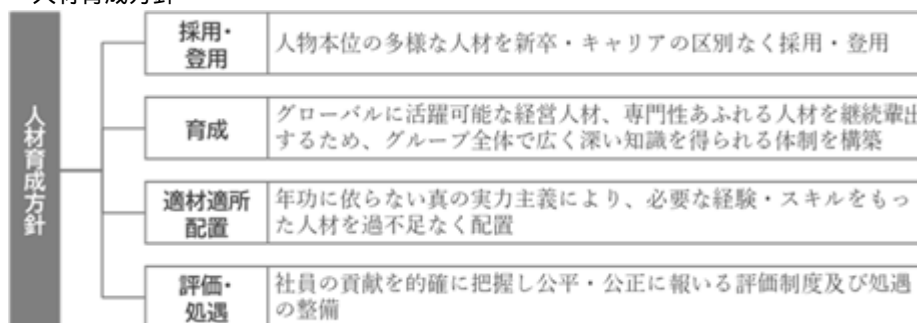 人材育成方針
人材育成方針
採用・
登用
人物本位の多様な人材を新卒・キャリアの区別なく採用・登用
育成
グローバルに活躍可能な経営人材、専門性あふれる人材を継続輩出
するため、グループ全体で広く深い知識を得られる体制を構築
適材適所
配置
年功に依らない真の実力主義により、必要な経験・スキルをもっ
た人材を過不足なく配置
評価・
処遇
社員の貢献を的確に把握し公平・公正に報いる評価制度及び処遇
の整備